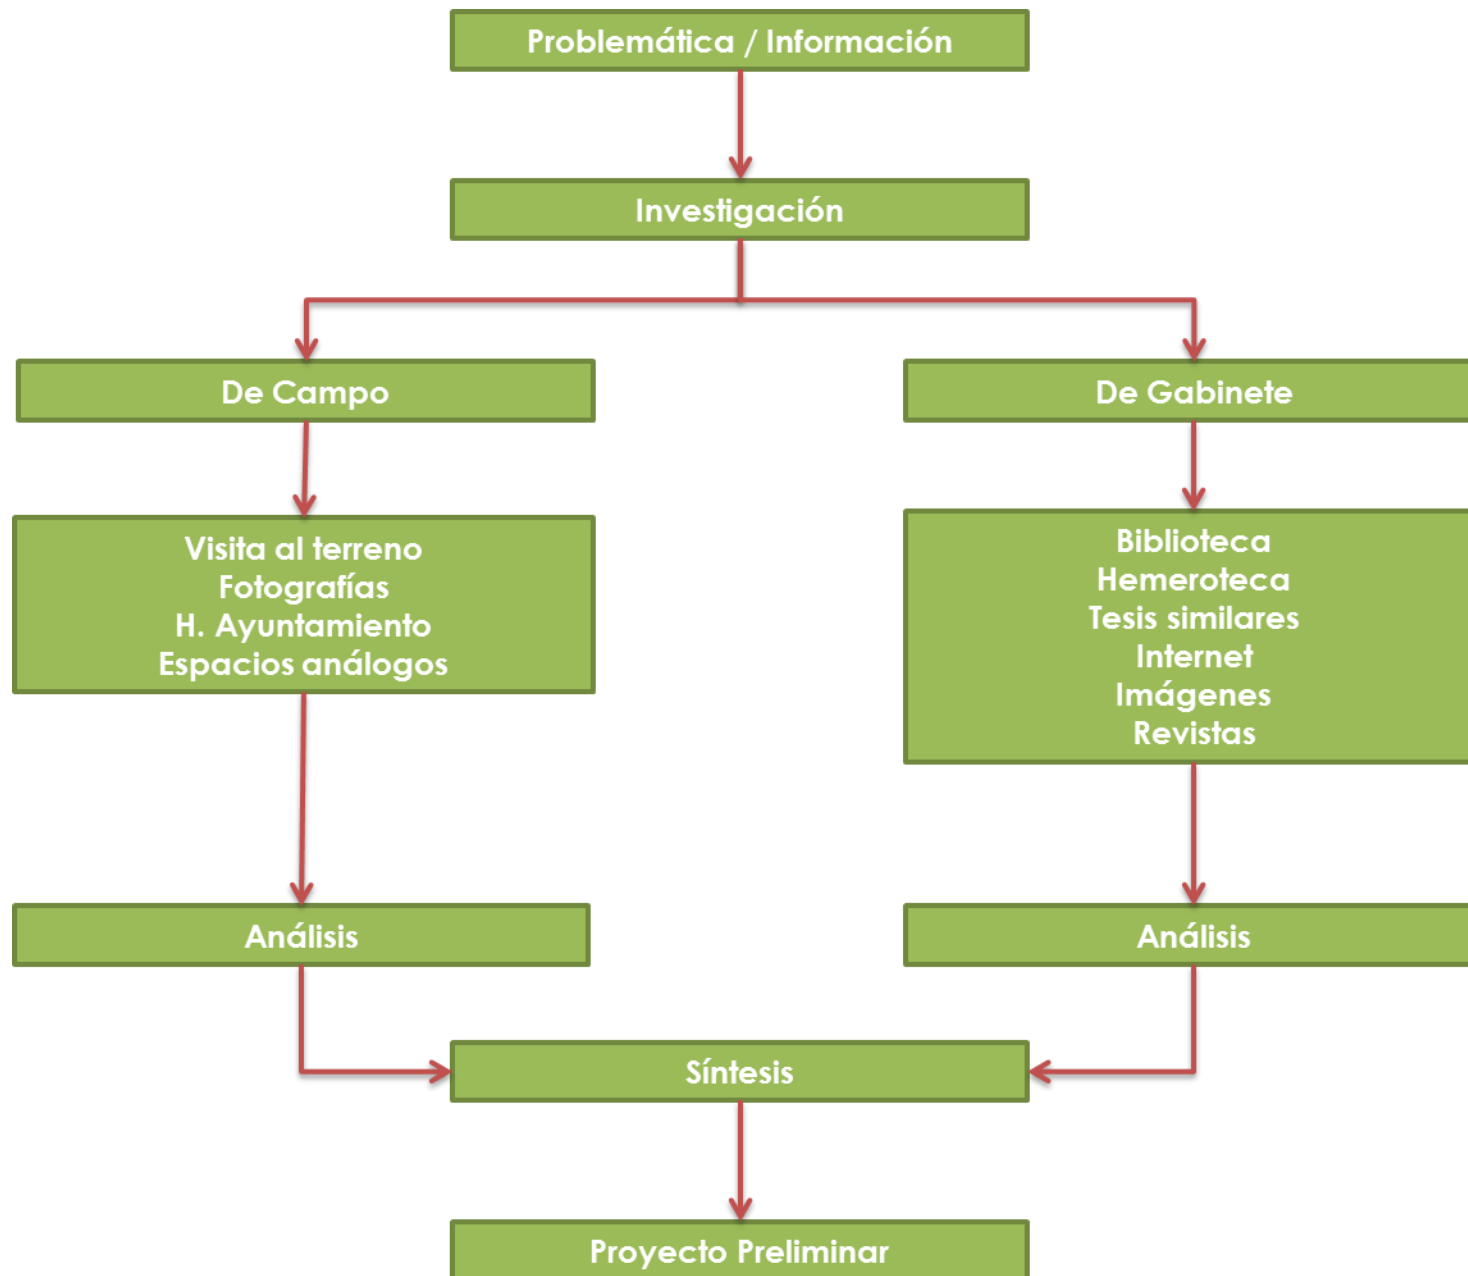 Problemática / Información
Investigación
De Campo
De Gabinete
Visita al terreno
Fotografías
H. Ayuntamiento
Espacios análogos
Biblioteca
Hemeroteca
Tesis similares
Internet
Imágenes
Revistas
Análisis
Análisis
Síntesis
Proyecto Preliminar